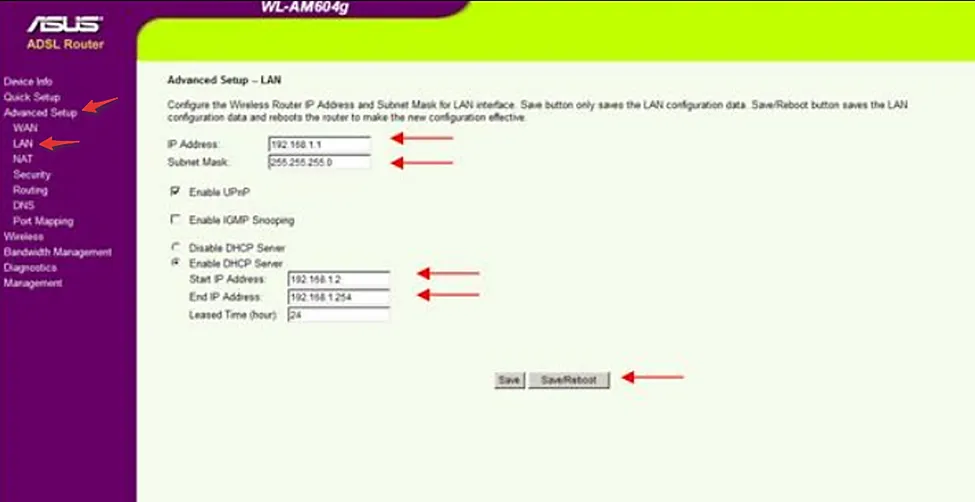 WL-AM604g
ASUS
ADSL Router
Device Info
Quick Setup
Advanced Setup
WAN
LAN
NAT
Security
Routing
DNS
Port Mapping
Wireless
Bandwidth Management
Diagnostics
Management
Advanced Setup – LAN
Configure the Wireless Router IP Address and Subnet Mask for LAN interface. Save button only saves the LAN configuration data. Save/Reboot button saves the LAN
configuration data and reboots the router to make the new configuration effective.
IP Address: 192.168.1.1
Subnet Mask: 255.255.255.0
Enable UPnP
Enable IGMP Snooping
Disable DHCP Server
Enable DHCP Server
Start IP Address: 192.168.1.2
End IP Address: 192.168.1.254
Leased Time (hour): 24
Save Save/Reboot